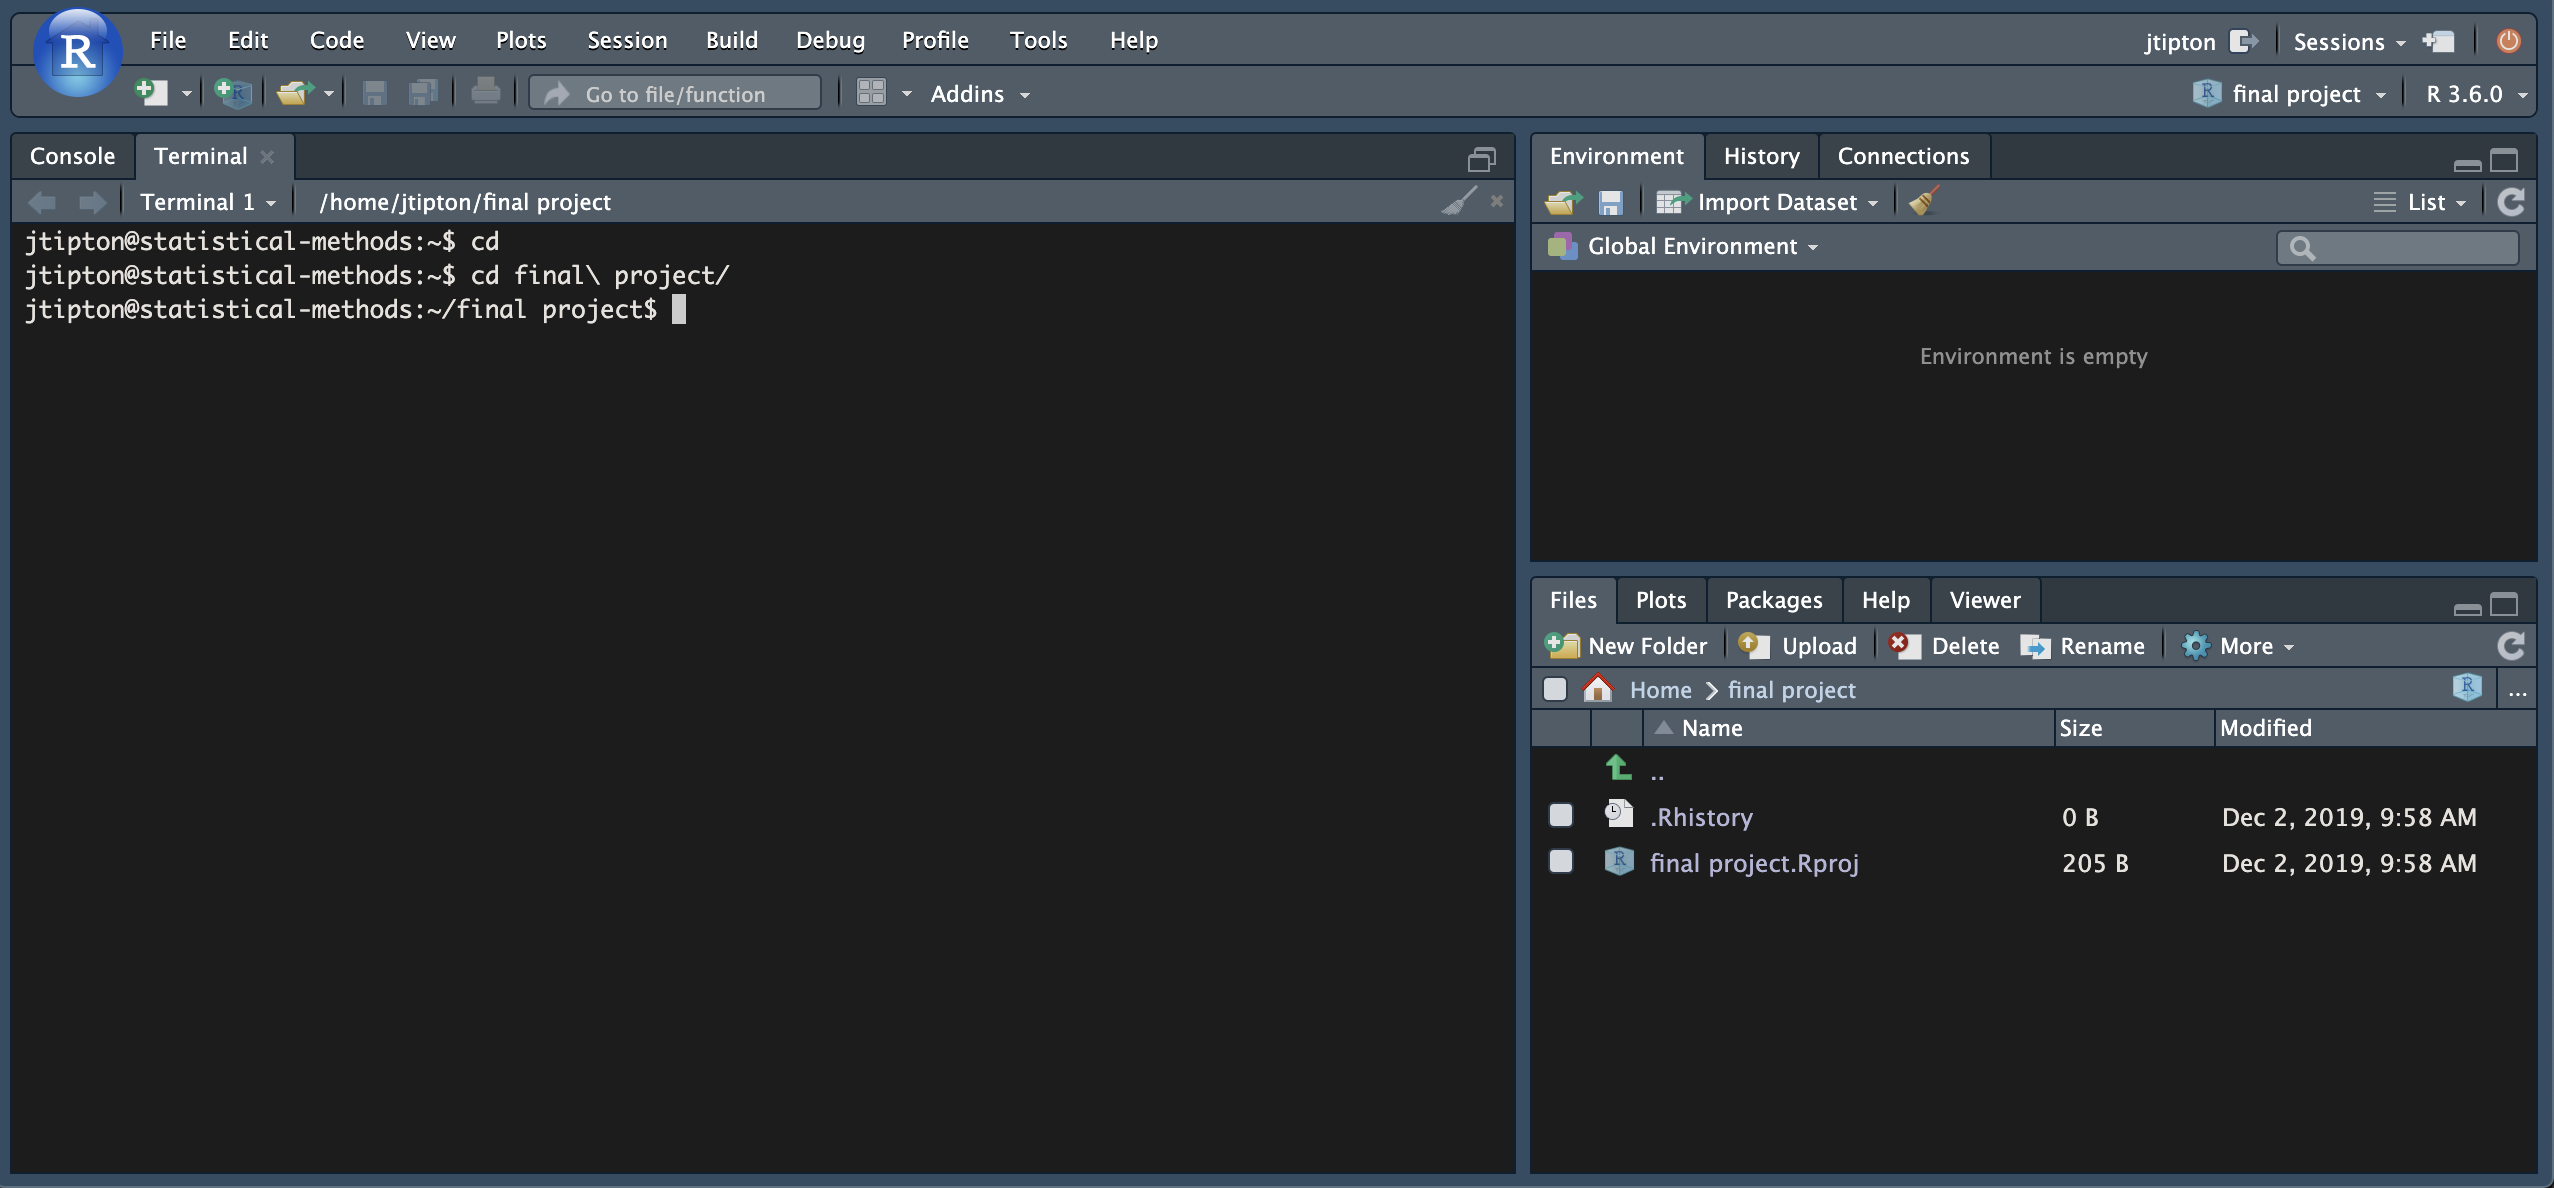 R File Edit Code View Plots Session Build Debug Profile Tools Help jtipton Sessions
Go to file/function Addins R final project R 3.6.0
Console Terminal
Terminal 1 /home/jtipton/final project
jtipton@statistical-methods:~$ cd
jtipton@statistical-methods:~$ cd final\ project/
jtipton@statistical-methods:~/final project$
Environment History Connections
Import Dataset List
Global Environment
Environment is empty
Files Plots Packages Help Viewer
New Folder Upload Delete Rename More
Home final project R ...
Name Size Modified
..
.Rhistory 0 B Dec 2, 2019, 9:58 AM
R final project.Rproj 205 B Dec 2, 2019, 9:58 AM